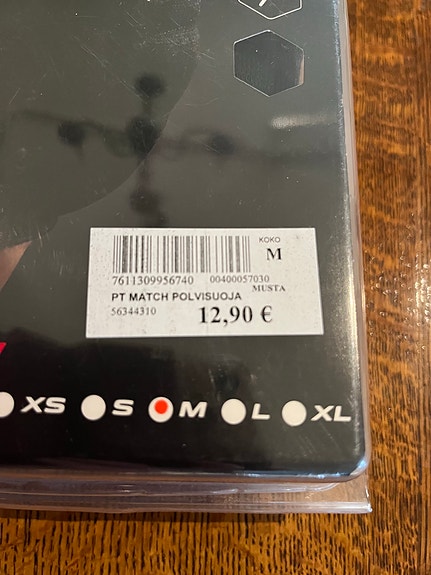 KOKO
M
7611309956740 00400057030
MUSTA
PT MATCH POLVISUOJA
56344310 12,90 €
XS S M L XL